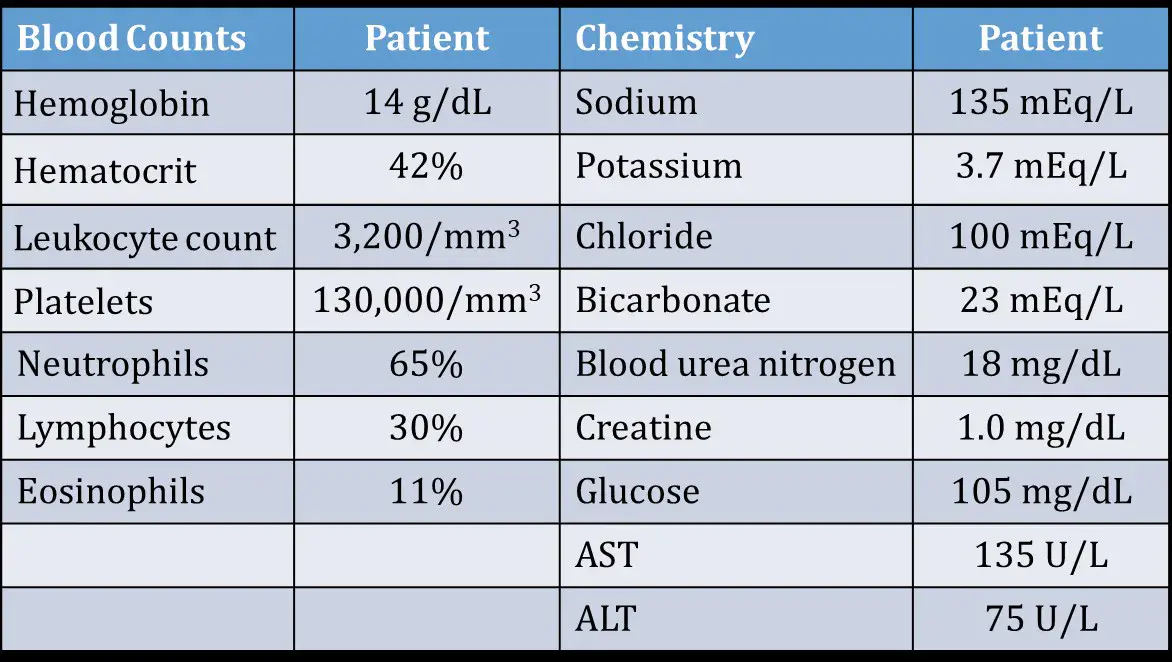 Blood Counts Patient Chemistry Patient
Hemoglobin 14 g/dL Sodium 135 mEq/L
Hematocrit 42% Potassium 3.7 mEq/L
Leukocyte count 3,200/mm³ Chloride 100 mEq/L
Platelets 130,000/mm³ Bicarbonate 23 mEq/L
Neutrophils 65% Blood urea nitrogen 18 mg/dL
Lymphocytes 30% Creatine 1.0 mg/dL
Eosinophils 11% Glucose 105 mg/dL
AST 135 U/L
ALT 75 U/L